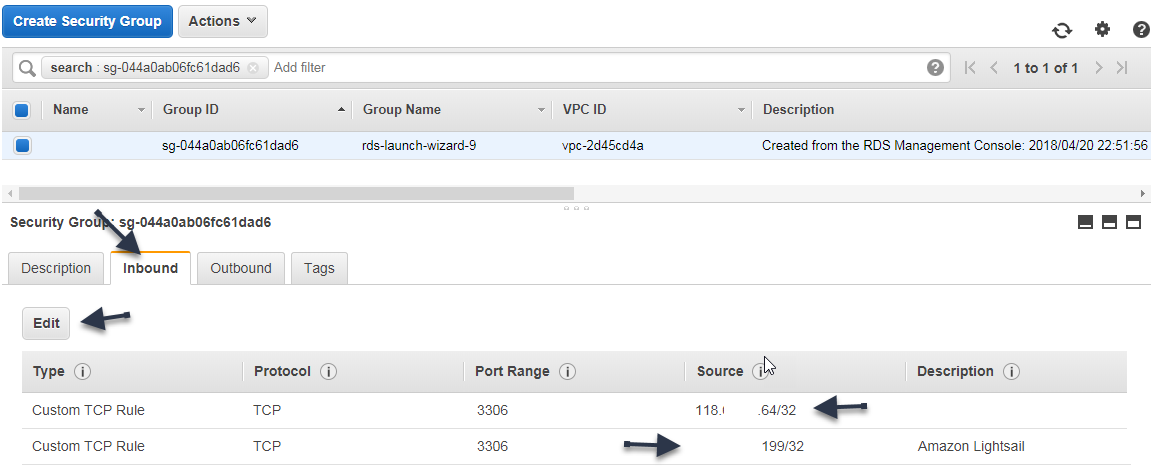 Create Security Group Actions
search : sg-044a0ab06fc61dad6 Add filter 1 to 1 of 1
Name Group ID Group Name VPC ID Description
sg-044a0ab06fc61dad6 rds-launch-wizard-9 vpc-2d45cd4a Created from the RDS Management Console: 2018/04/20 22:51:56
Security Group: sg-044a0ab06fc61dad6
Description Inbound Outbound Tags
Edit
Type Protocol Port Range Source Description
Custom TCP Rule TCP 3306 118. .64/32
Custom TCP Rule TCP 3306 199/32 Amazon Lightsail